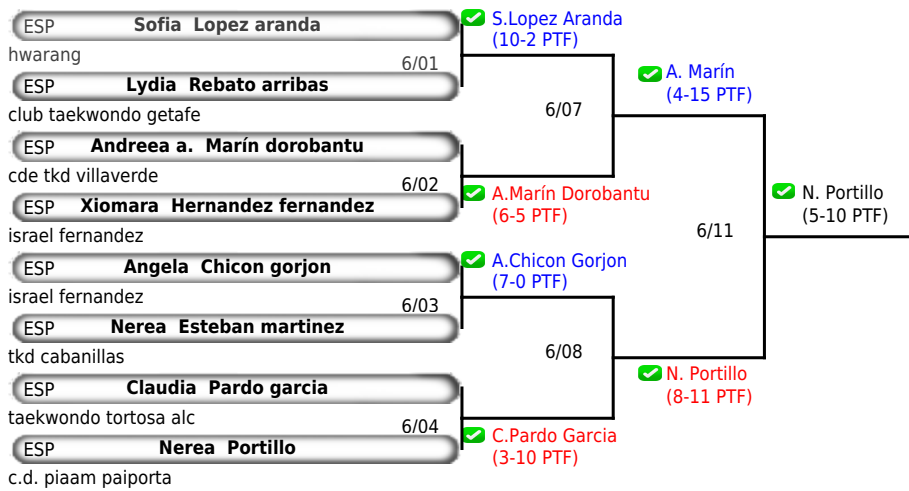 ESP Sofia Lopez aranda
hwarang
6/01
ESP Lydia Rebato arribas
club taekwondo getafe
ESP Andreea a. Marín dorobantu
cde tkd villaverde
6/02
ESP Xiomara Hernandez fernandez
israel fernandez
ESP Angela Chicon gorjon
israel fernandez
6/03
ESP Nerea Esteban martinez
tkd cabanillas
ESP Claudia Pardo garcia
taekwondo tortosa alc
6/04
ESP Nerea Portillo
c.d. piaam paiporta
S.Lopez Aranda
(10-2 PTF)
6/07
A.Marín Dorobantu
(6-5 PTF)
A.Chicon Gorjon
(7-0 PTF)
6/08
C.Pardo Garcia
(3-10 PTF)
A. Marín
(4-15 PTF)
6/11
N. Portillo
(8-11 PTF)
N. Portillo
(5-10 PTF)